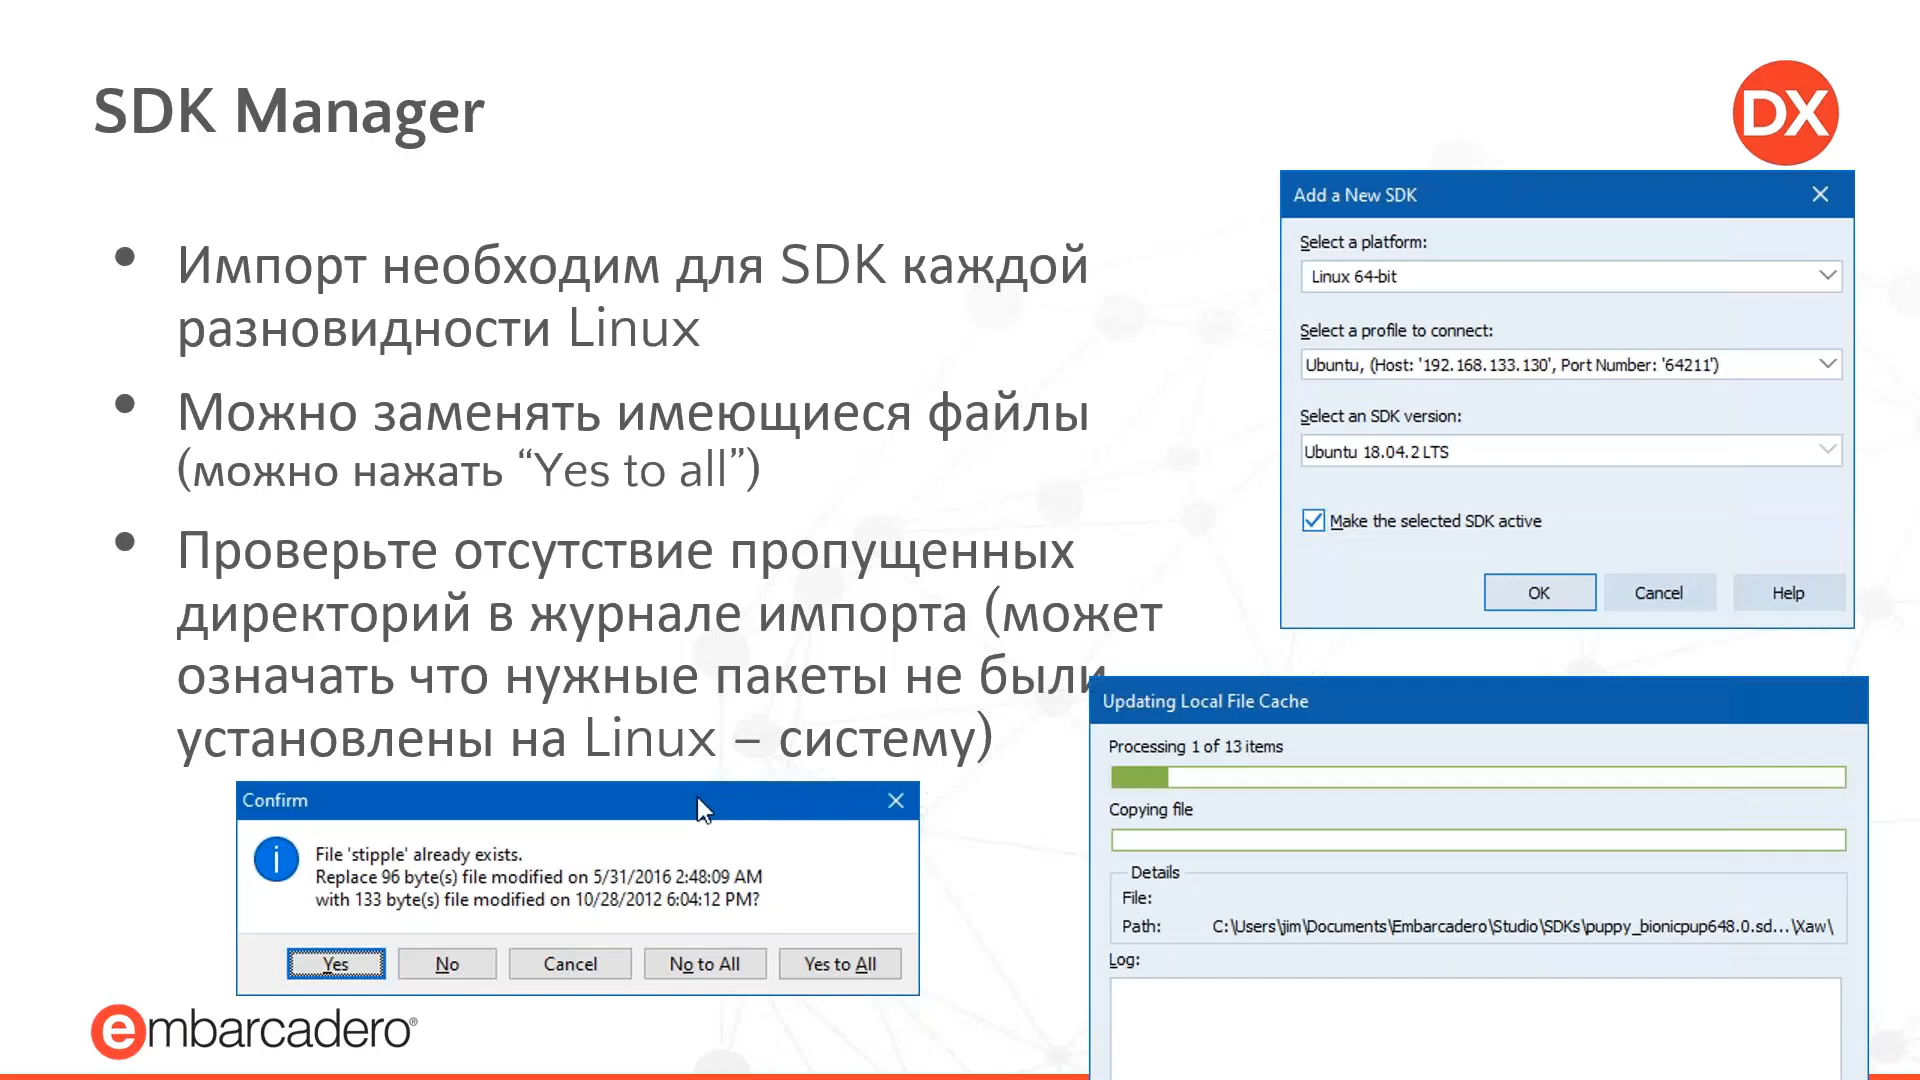 SDK Manager
DX
• Импорт необходим для SDK каждой
разновидности Linux
• Можно заменять имеющиеся файлы
(можно нажать “Yes to all”)
• Проверьте отсутствие пропущенных
директорий в журнале импорта (может
означать что нужные пакеты не были
установлены на Linux – систему)
Add a New SDK
Select a platform:
Linux 64-bit
Select a profile to connect:
Ubuntu, (Host: '192.168.133.130', Port Number: '64211')
Select an SDK version:
Ubuntu 18.04.2 LTS
Make the selected SDK active
OK Cancel Help
Confirm
File 'stipple' already exists.
Replace 96 byte(s) file modified on 5/31/2016 2:48:09 AM
with 133 byte(s) file modified on 10/28/2012 6:04:12 PM?
Yes No Cancel No to All Yes to All
Updating Local File Cache
Processing 1 of 13 items
Copying file
Details
File:
Path: C:\Users\jim\Documents\Embarcadero\Studio\SDKs\puppy_bionicpup648.0.sd...\Xaw\
Log:
embarcadero®